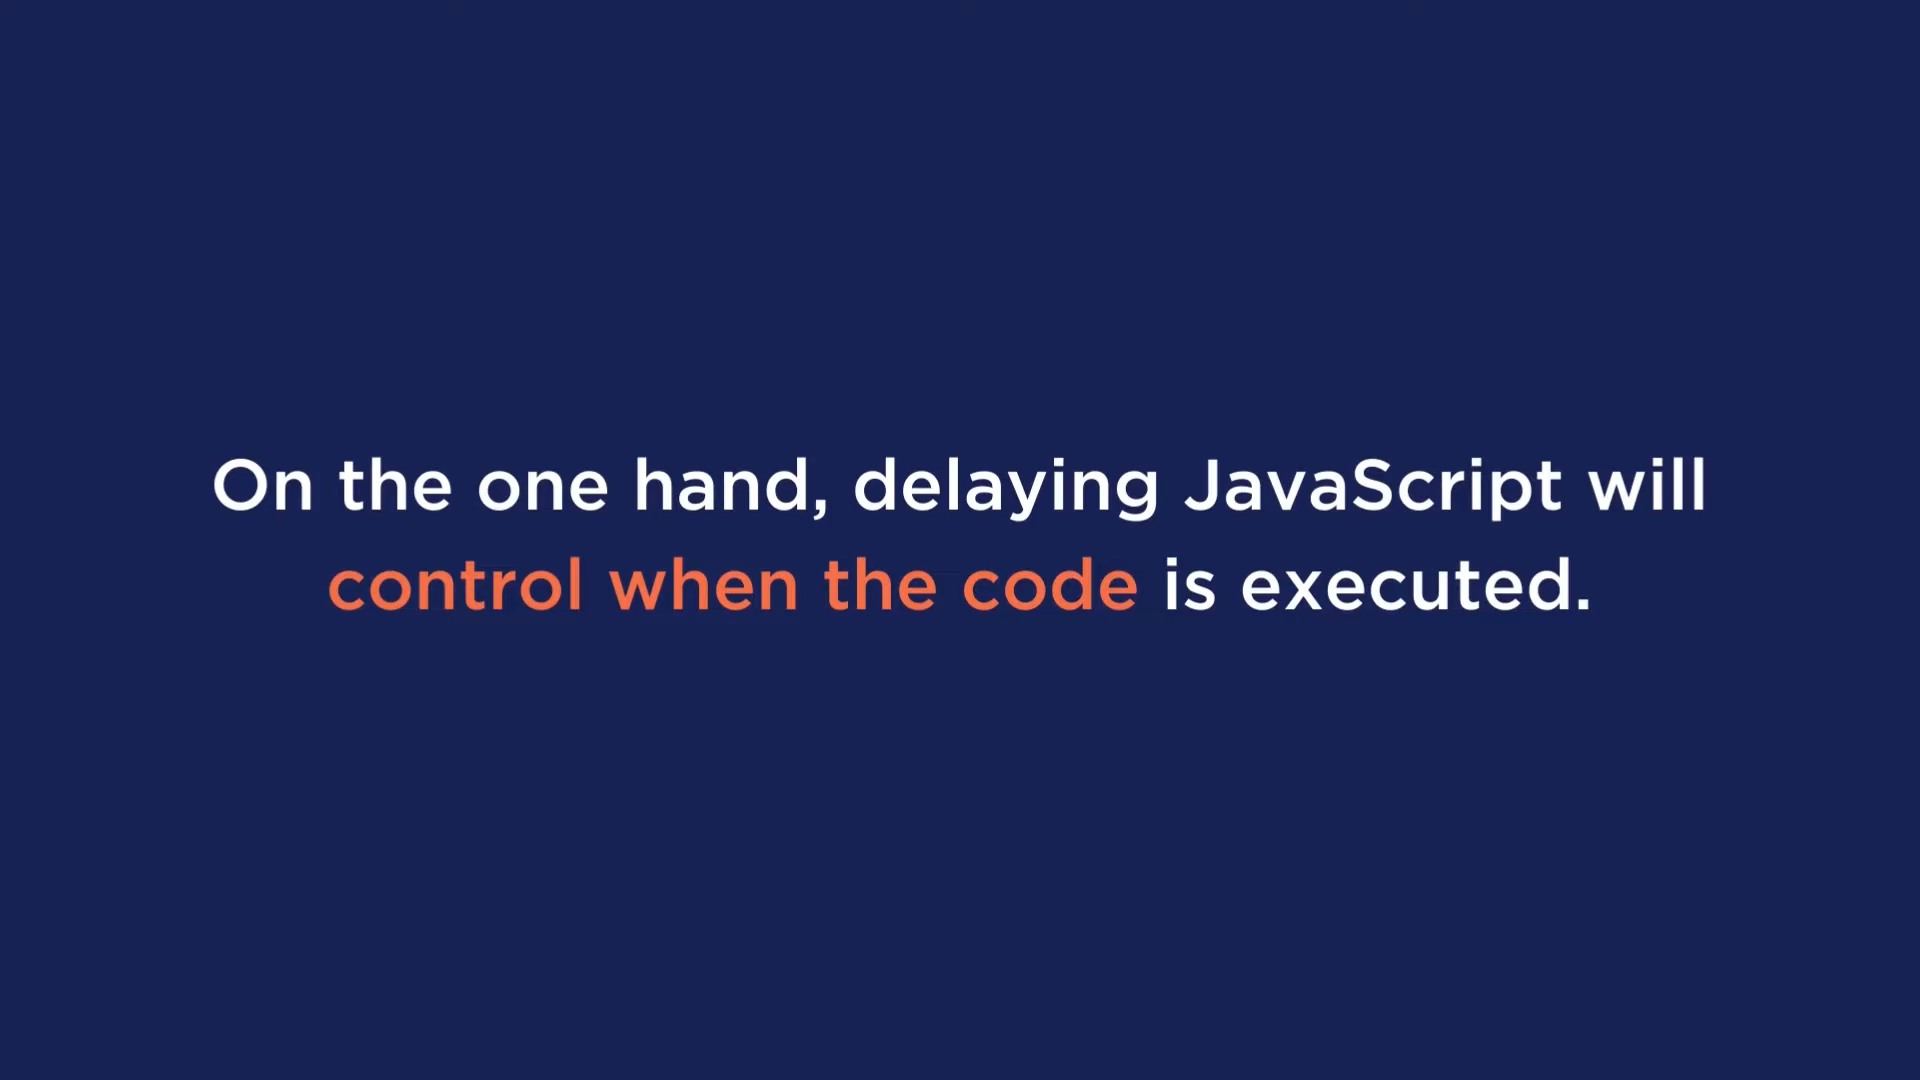 On the one hand, delaying JavaScript will
control when the code is executed.